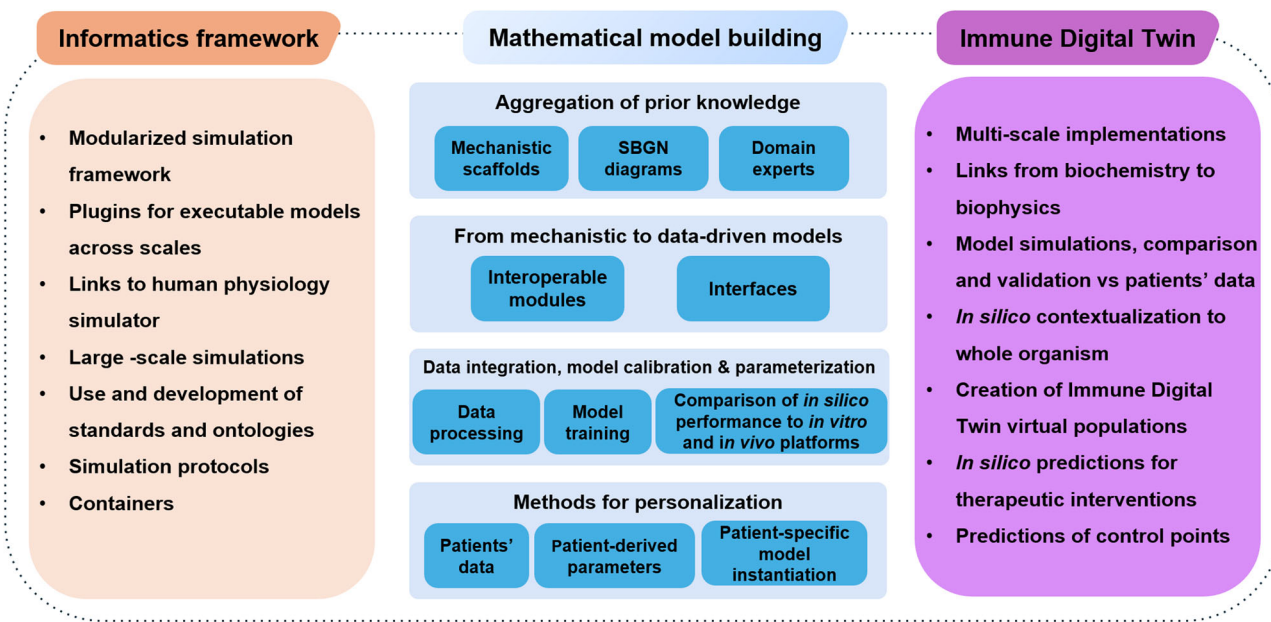 Informatics framework
• Modularized simulation
framework
• Plugins for executable models
across scales
• Links to human physiology
simulator
• Large -scale simulations
• Use and development of
standards and ontologies
• Simulation protocols
• Containers
Mathematical model building
Aggregation of prior knowledge
Mechanistic
scaffolds
SBGN
diagrams
Domain
experts
From mechanistic to data-driven models
Interoperable
modules
Interfaces
Data integration, model calibration & parameterization
Data
processing
Model
training
Comparison of in silico
performance to in vitro
and in vivo platforms
Methods for personalization
Patients’
data
Patient-derived
parameters
Patient-specific
model
instantiation
Immune Digital Twin
• Multi-scale implementations
• Links from biochemistry to
biophysics
• Model simulations, comparison
and validation vs patients’ data
• In silico contextualization to
whole organism
• Creation of Immune Digital
Twin virtual populations
• In silico predictions for
therapeutic interventions
• Predictions of control points